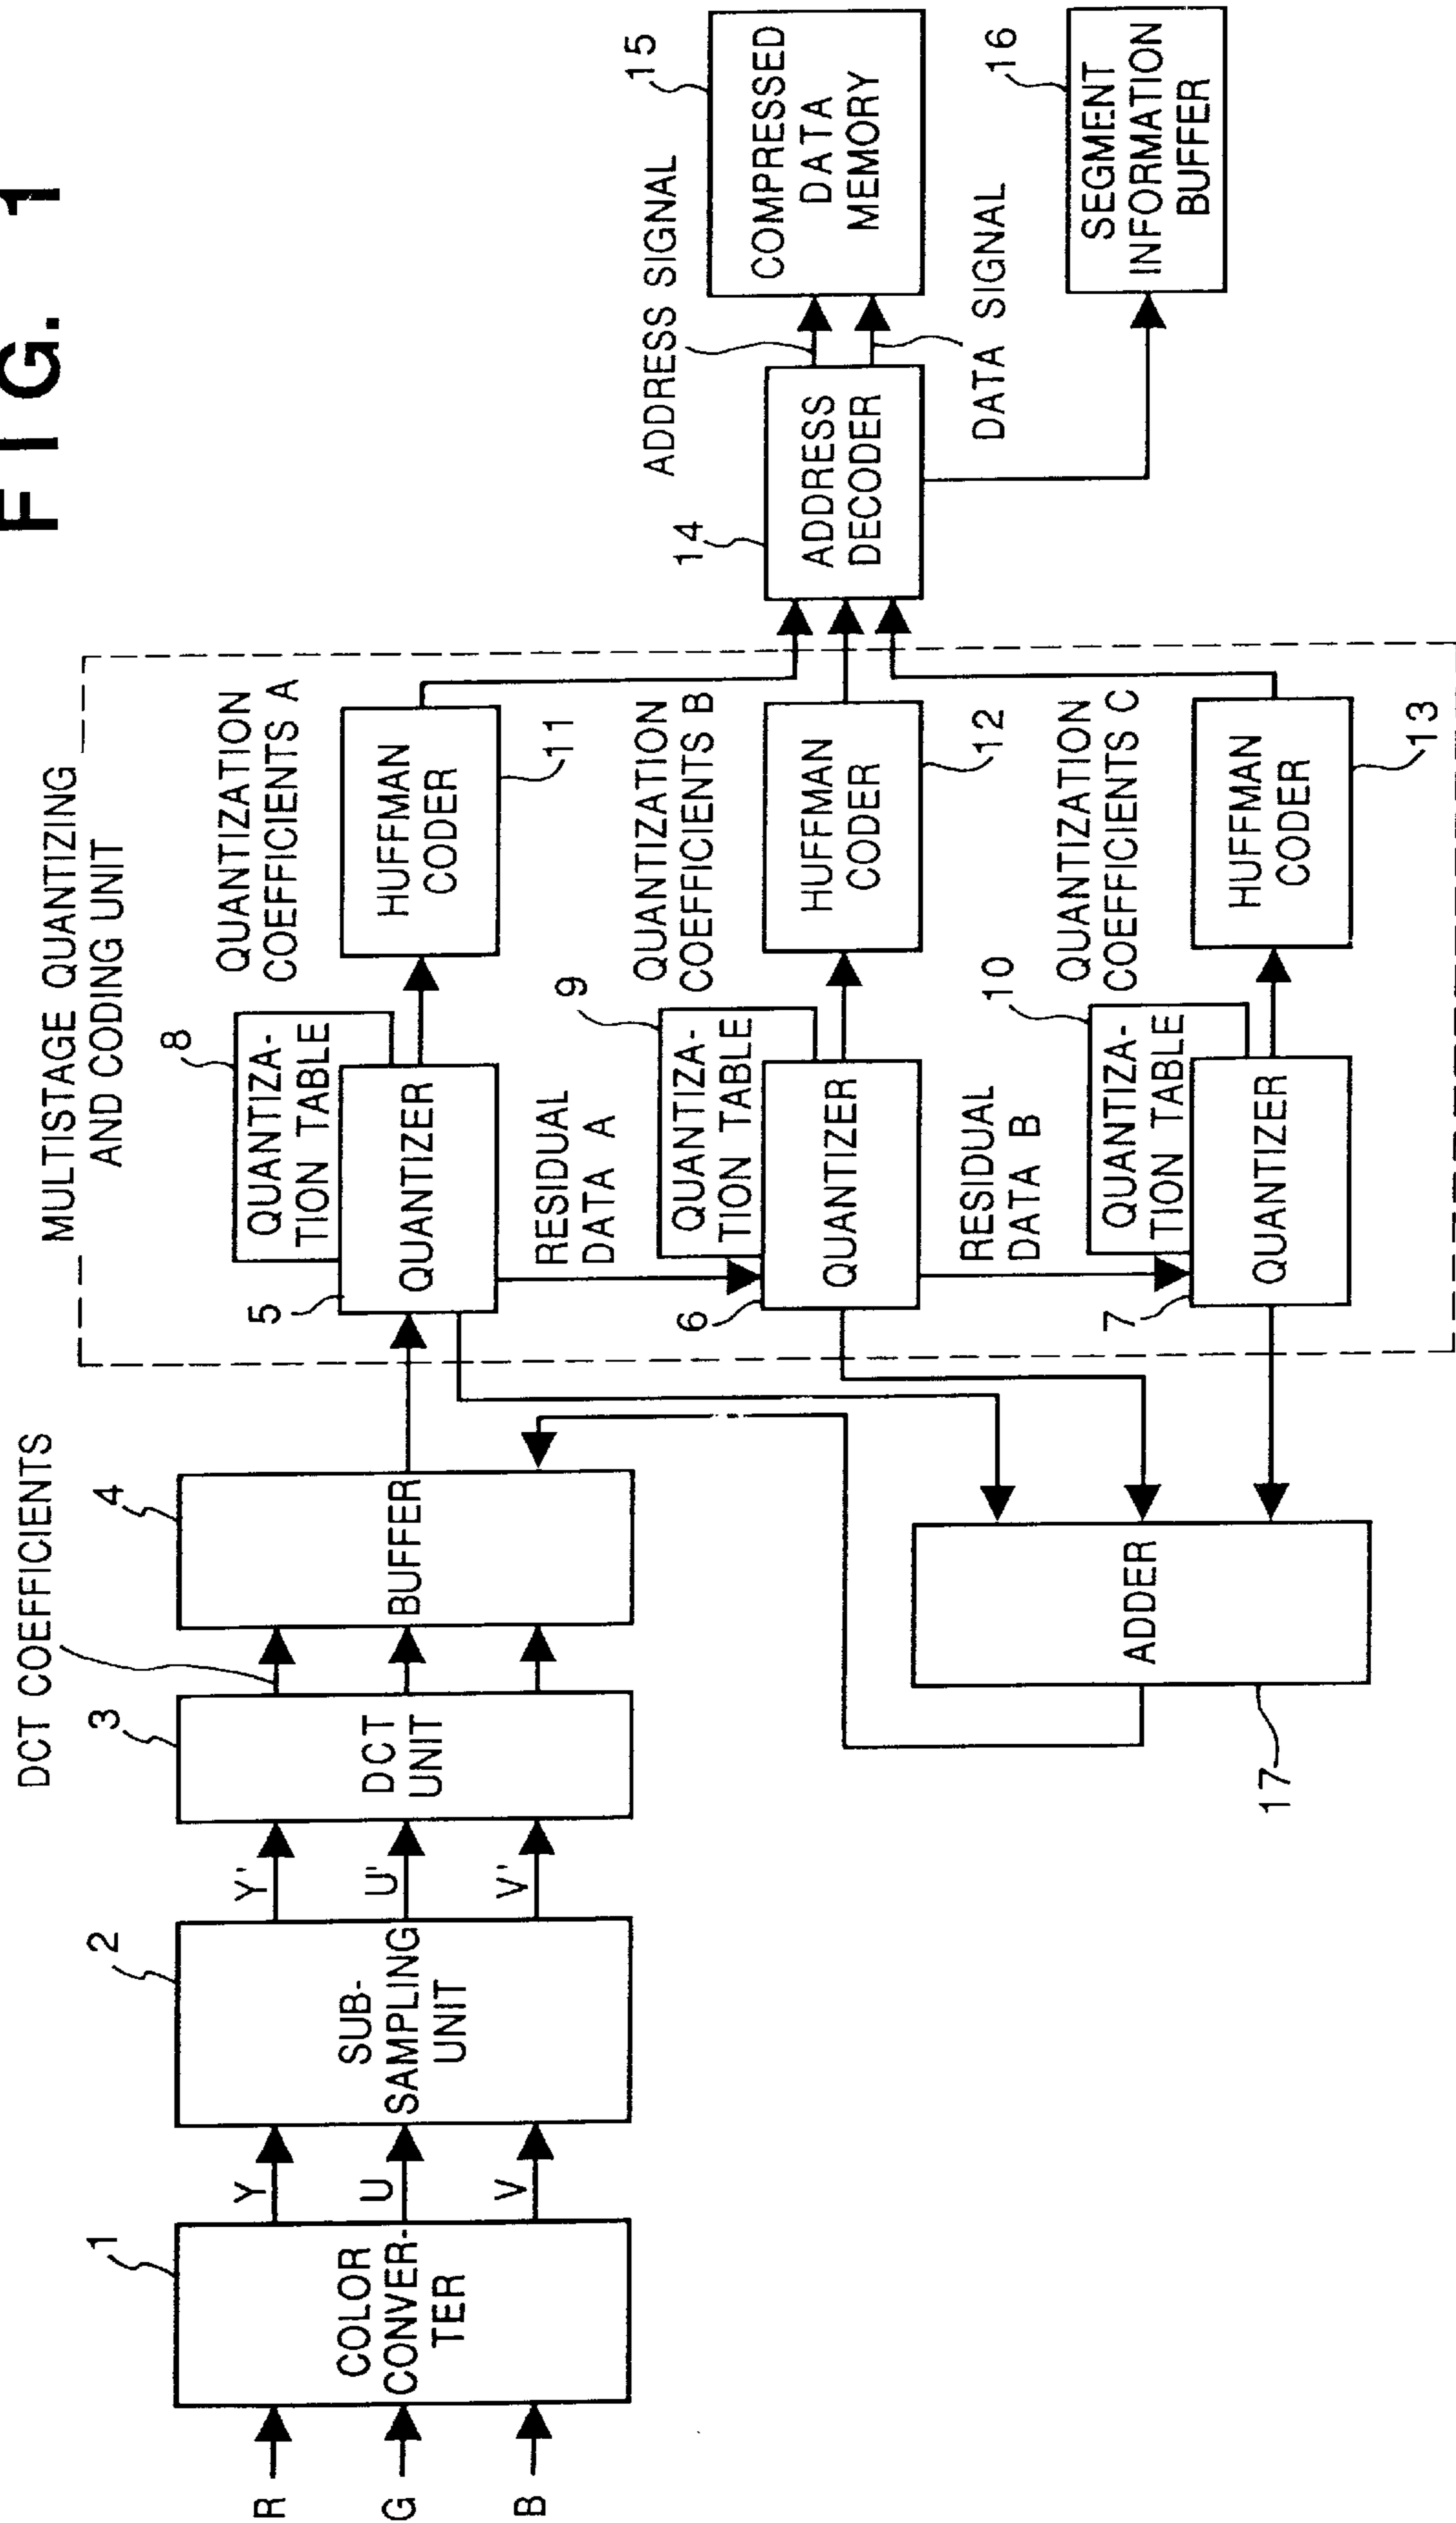 FIG. 1
R
G
B
1
COLOR
CONVER-
TER
Y
U
V
2
SUB-
SAMPLING
UNIT
Y'
U'
V'
3
DCT
UNIT
DCT COEFFICIENTS
4
BUFFER
MULTISTAGE QUANTIZING
AND CODING UNIT
5
QUANTIZER
8
QUANTIZA-
TION TABLE
QUANTIZATION
COEFFICIENTS A
HUFFMAN
CODER
11
RESIDUAL
DATA A
6
QUANTIZER
9
QUANTIZA-
TION TABLE
QUANTIZATION
COEFFICIENTS B
HUFFMAN
CODER
12
RESIDUAL
DATA B
7
QUANTIZER
10
QUANTIZA-
TION TABLE
QUANTIZATION
COEFFICIENTS C
HUFFMAN
CODER
13
14
ADDRESS
DECODER
ADDRESS SIGNAL
DATA SIGNAL
15
COMPRESSED
DATA
MEMORY
16
SEGMENT
INFORMATION
BUFFER
ADDER
17